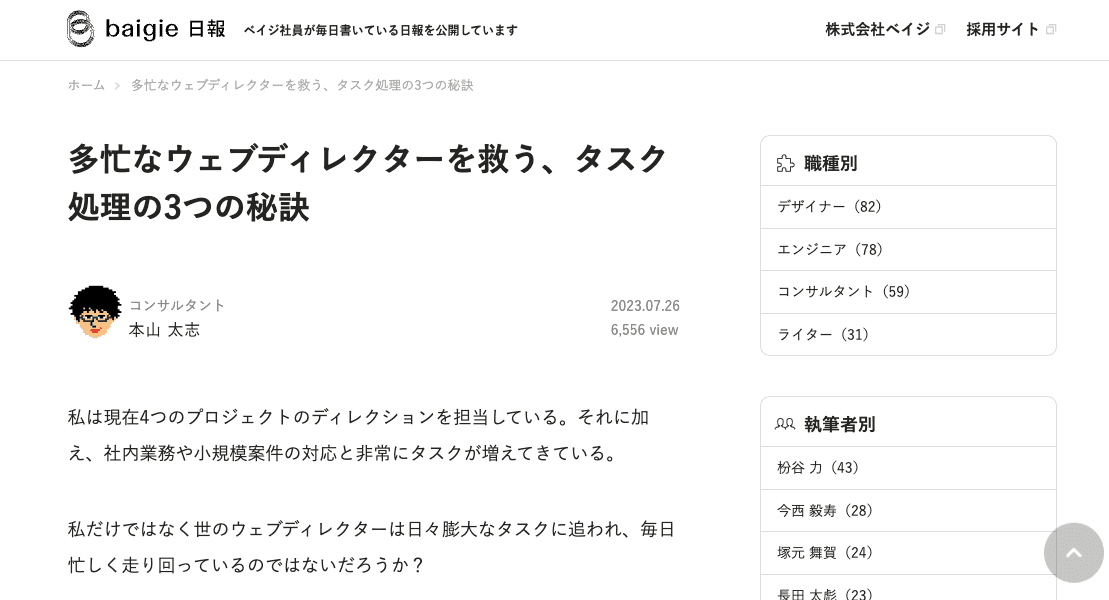 baigie 日報
ベイジ社員が毎日書いている日報を公開しています
株式会社ベイジ
採用サイト
ホーム
多忙なウェブディレクターを救う、タスク処理の3つの秘訣
多忙なウェブディレクターを救う、タスク
処理の3つの秘訣
コンサルタント
本山 太志
2023.07.26
6,556 view
私は現在4つのプロジェクトのディレクションを担当している。それに加
え、社内業務や小規模案件の対応と非常にタスクが増えてきている。
私だけではなく世のウェブディレクターは日々膨大なタスクに追われ、毎日
忙しく走り回っているのではないだろうか？
職種別
デザイナー（82）
エンジニア（78）
コンサルタント（59）
ライター（31）
執筆者別
枌谷 力（43）
今西 毅寿（28）
塚元 舞賀（24）
長田 太彪（23）